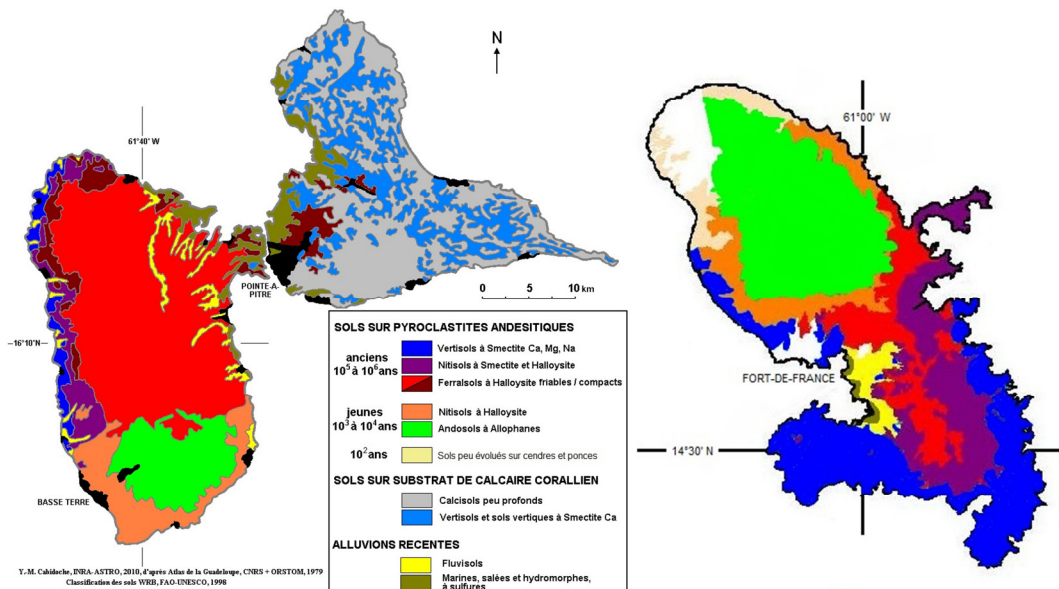 N
61°40' W
POINTE-A-
PITRE
0 5 10 km
16°10'N
BASSE TERRE
Y.-M. Cabidoche, INRA-ASTRO, 2010, d'après Atlas de la Guadeloupe, CNRS + ORSTOM, 1979
Classification des sols WRB, FAO-UNESCO, 1998
SOLS SUR PYROCLASTITES ANDESITIQUES
anciens
10⁵ à 10⁶ans
Vertisols à Smectite Ca, Mg, Na
Nitisols à Smectite et Halloysite
Ferralsols à Halloysite friables / compacts
jeunes
10³ à 10⁴ans
Nitisols à Halloysite
Andosols à Allophanes
10² ans
Sols peu évolués sur cendres et ponces
SOLS SUR SUBSTRAT DE CALCAIRE CORALLIEN
Calcisols peu profonds
Vertisols et sols vertiques à Smectite Ca
ALLUVIONS RECENTES
Fluvisols
Marines, salées et hydromorphes,
à sulfures
61°00' W
FORT-DE-FRANCE
14°30' N